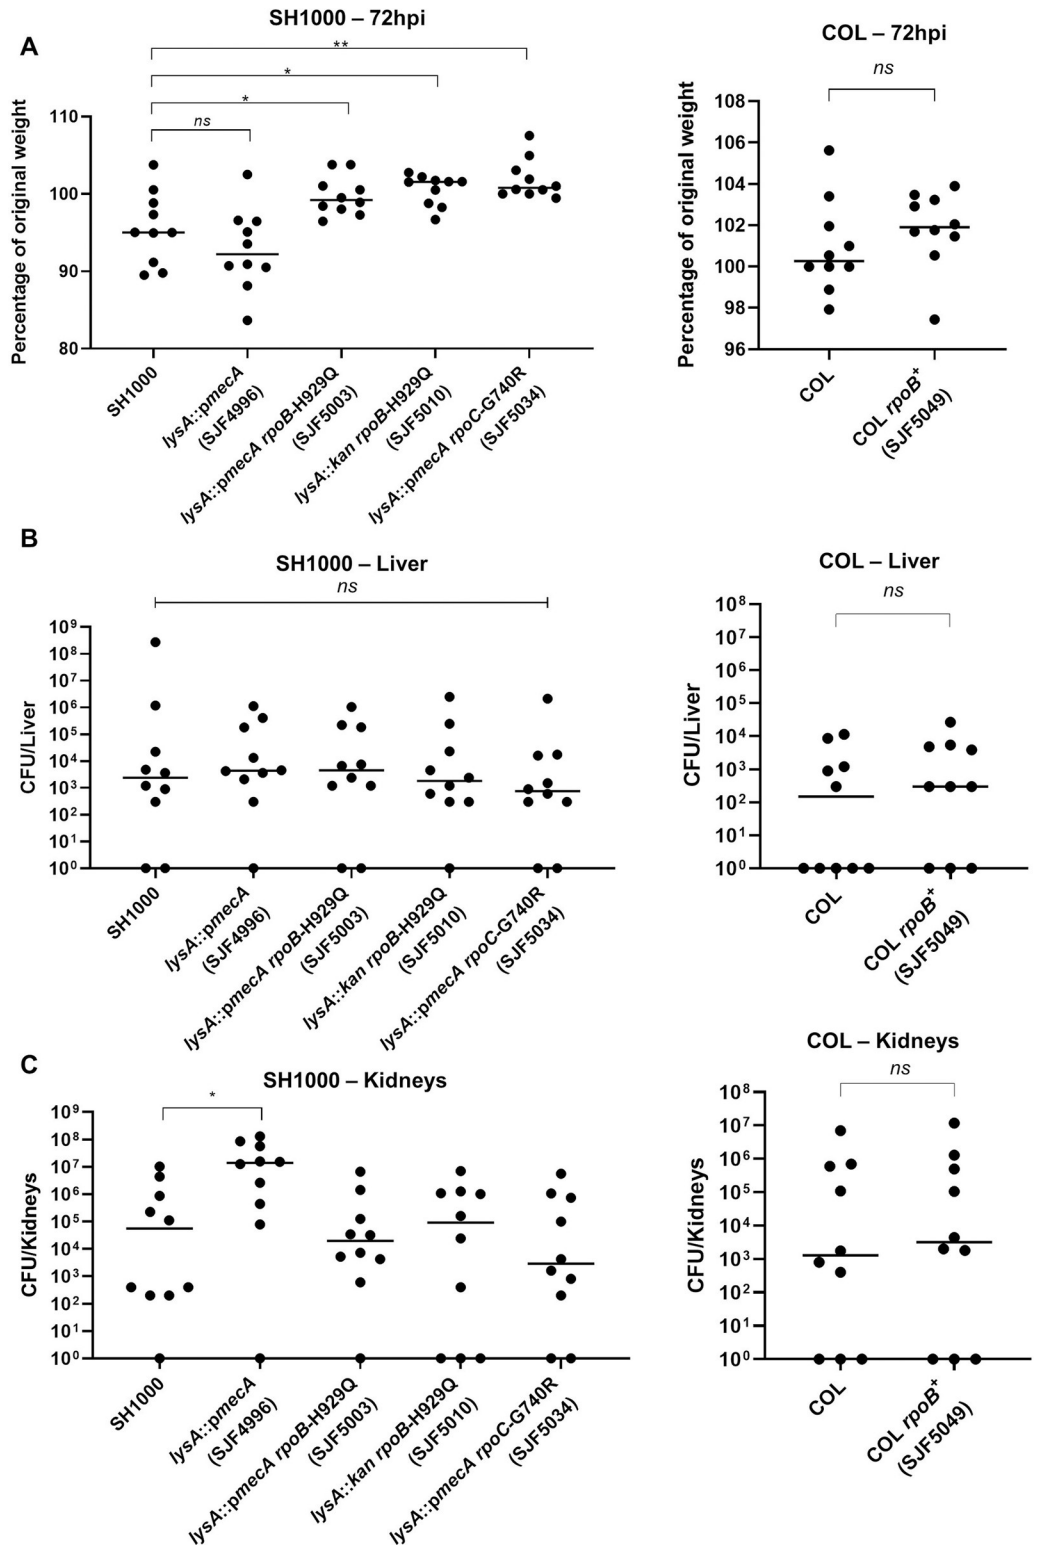 A
SH1000 – 72hpi
**
*
*
ns
Percentage of original weight
110
100
90
80
SH1000
lysA::pmecA
(SJF4996)
lysA::pmecA rpoB-H929Q
(SJF5003)
lysA::kan rpoB-H929Q
(SJF5010)
lysA::pmecA rpoC-G740R
(SJF5034)
COL – 72hpi
ns
Percentage of original weight
108
106
104
102
100
98
96
COL
COL rpoB⁺
(SJF5049)
B
SH1000 – Liver
ns
CFU/Liver
10⁹
10⁸
10⁷
10⁶
10⁵
10⁴
10³
10²
10¹
10⁰
SH1000
lysA::pmecA
(SJF4996)
lysA::pmecA rpoB-H929Q
(SJF5003)
lysA::kan rpoB-H929Q
(SJF5010)
lysA::pmecA rpoC-G740R
(SJF5034)
COL – Liver
ns
CFU/Liver
10⁸
10⁷
10⁶
10⁵
10⁴
10³
10²
10¹
10⁰
COL
COL rpoB⁺
(SJF5049)
C
SH1000 – Kidneys
*
CFU/Kidneys
10⁹
10⁸
10⁷
10⁶
10⁵
10⁴
10³
10²
10¹
10⁰
SH1000
lysA::pmecA
(SJF4996)
lysA::pmecA rpoB-H929Q
(SJF5003)
lysA::kan rpoB-H929Q
(SJF5010)
lysA::pmecA rpoC-G740R
(SJF5034)
COL – Kidneys
ns
CFU/Kidneys
10⁸
10⁷
10⁶
10⁵
10⁴
10³
10²
10¹
10⁰
COL
COL rpoB⁺
(SJF5049)